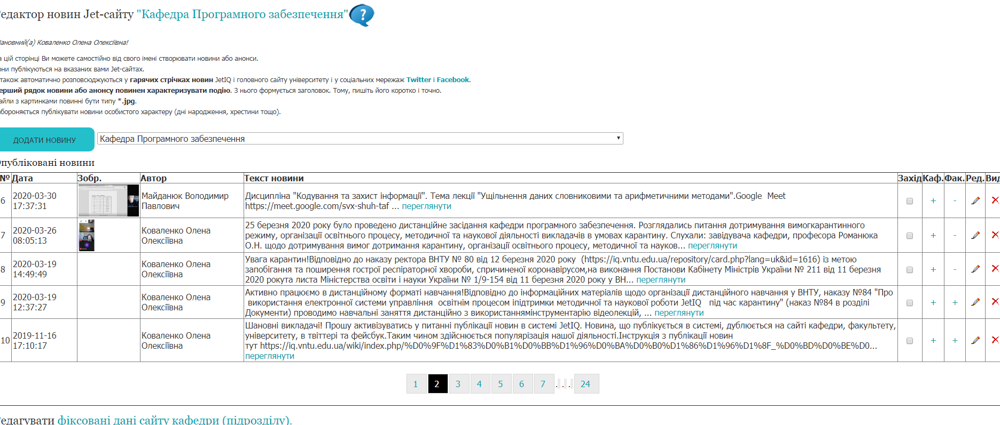 едактор новин Jet-сайту "Кафедра Програмного забезпечення"
ановний(а) Коваленко Олена Олексіївна!
а цій сторінці Ви можете самостійно від свого імені створювати новини або анонси.
они публікуються на вказаних вами Jet-сайтах.
також автоматично розповсюджуються у гарячих стрічках новин JetIQ і головного сайту університету і у соціальних мережаж Twitter і Facebook.
ерший рядок новини або анонсу повинен характеризувати подію. З нього формується заголовок. Тому, пишіть його коротко і точно.
айли з картинками повинні бути типу *.jpg.
абороняється публікувати новини особистого характеру (дні народження, хрестини тощо).
ДОДАТИ НОВИНУ Кафедра Програмного забезпечення
публіковані новини
№ Дата Зобр. Автор Текст новини Захід Каф. Фак. Ред. Вид
6 2020-03-30 17:37:31 Майданюк Володимир Павлович
Дисципліна "Кодування та захист інформації". Тема лекції "Ущільнення даних словниковими та арифметичними методами".Google Meet
https://meet.google.com/svx-shuh-taf ... переглянути + -
7 2020-03-26 08:05:13 Коваленко Олена Олексіївна
25 березня 2020 року було проведено дистанційне засідання кафедри програмного забезпечення. Розглядались питання дотримування вимогкарантинного
режиму, організації освітнього процесу, методичної та наукової діяльності викладачів в умовах карантину. Слухали: завідувача кафедри, професора Романюка
О.Н. щодо дотримування вимог дотримання карантину, організації освітнього процесу, методичної та науков... переглянути + -
8 2020-03-19 14:49:49 Коваленко Олена Олексіївна
Увага карантин!Відповідно до наказу ректора ВНТУ № 80 від 12 березня 2020 року (https://iq.vntu.edu.ua/repository/card.php?lang=uk&id=1616) із метою
запобігання та поширення гострої респіраторної хвороби, спричиненої коронавірусом,на виконання Постанови Кабінету Міністрів України № 211 від 11 березня
2020 рокута листа Міністерства освіти і науки України № 1/9-154 від 11 березня 2020 року у ВН... переглянути + -
9 2020-03-19 12:37:27 Коваленко Олена Олексіївна
Активно працюємо в дистанційному форматі навчання!Відповідно до інформаційних матеріалів щодо організації дистанційного навчання у ВНТУ, наказу №84 "Про
використання електронної системи управління освітнім процесом іпідтримки методичної та наукової роботи JetIQ під час карантину" (наказ №84 в розділі
Документи) проводимо навчальні заняття дистанційно з використаннямінструментарію відеолекцій, ... переглянути + +
10 2019-11-16 17:10:17 Коваленко Олена Олексіївна
Шановні викладачі! Прошу активізуватись у питанні публікації новин в системі JetIQ. Новина, що публікується в системі, дублюється на сайті кафедри, факультету,
університету, в твіттері та фейсбук.Таким чином здійснюється популярізація нашої діяльності.Інструкція з публікації новин
тут https://iq.vntu.edu.ua/wiki/index.php/%D0%9F%D1%83%D0%B1%D0%BB%D1%96%D0%BA%D0%B0%D1%86%D1%96%D1%8F_%D0%BD%D0%BE%D0...
переглянути + +
1 2 3 4 5 6 7 . . . 24
едагувати фіксовані дані сайту кафедри (підрозділу).